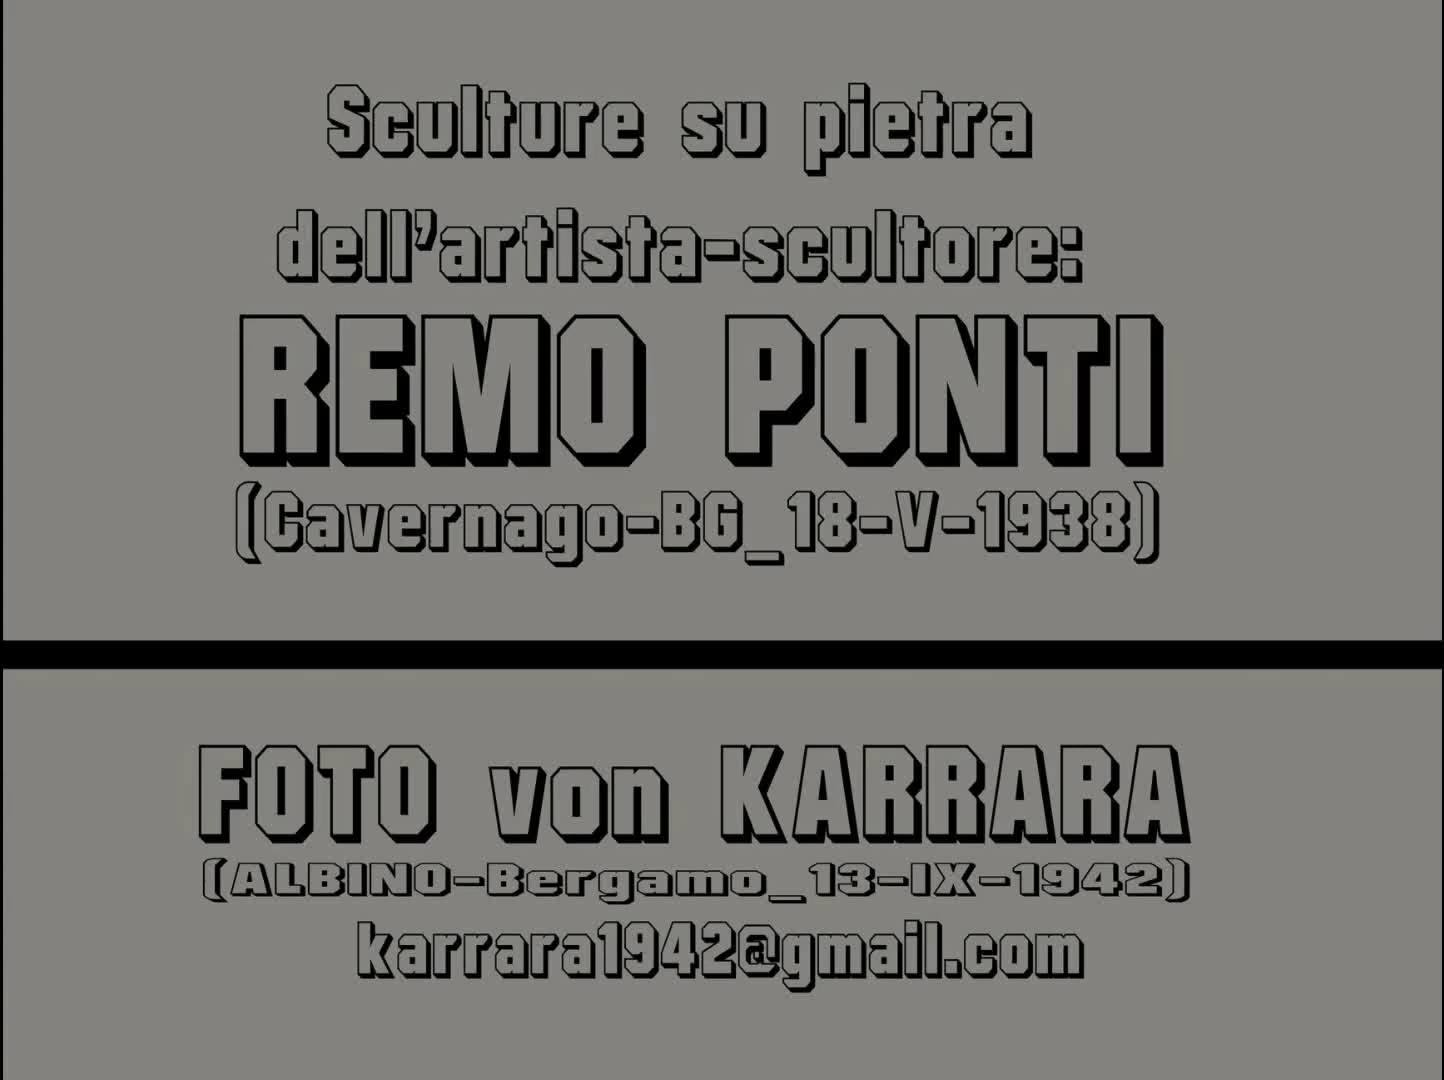 Sculture su pietra
dell'artista-scultore:
REMO PONTI
(Cavernago-BG_18-V-1938)
FOTO von KARRARA
(ALBINO-Bergamo_13-IX-1942)
karrara1942@gmail.com